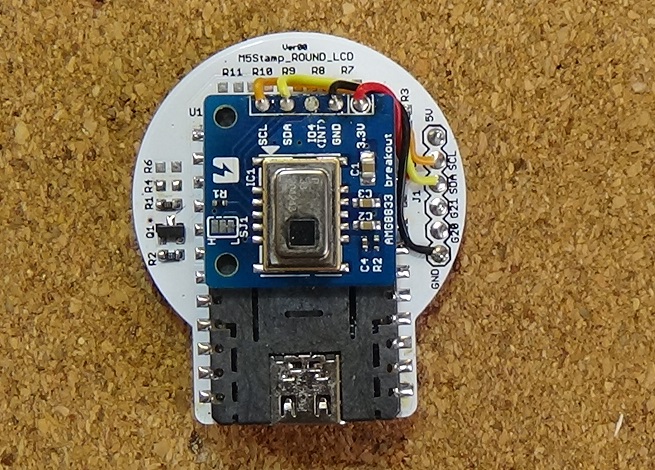 Ver00
M5Stamp_ROUND_LCD
R11 R10 R9 R8 R7
R3
U1
5V
SCL
SDA
IO4
(INT)
GND
3.3V
SCL
SDA
G21
G20
GND
J1
R6
R4
R1
Q1
R2
IC1
C1
R1
SJ1
H
L
C4
R2
AMG8833 breakout